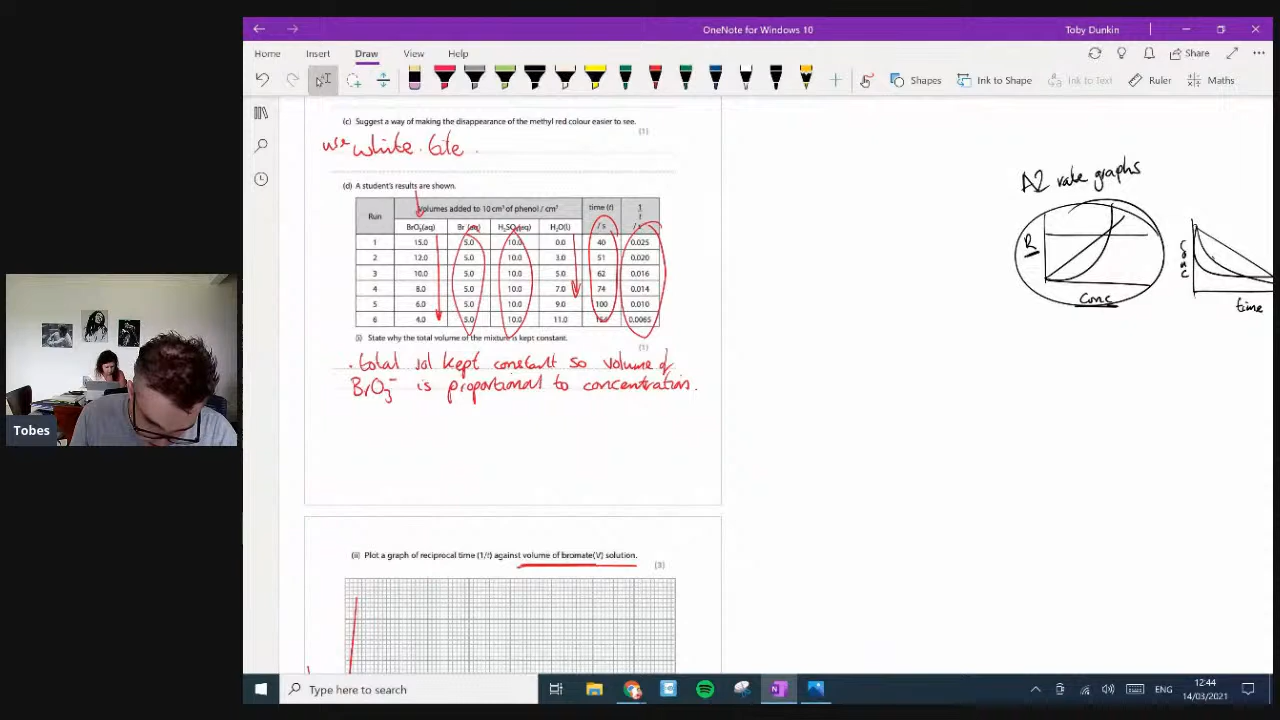 OneNote for Windows 10
Toby Dunkin
Home Insert Draw View Help
Share
Shapes Ink to Shape Ink to Text Ruler Maths
(c) Suggest a way of making the disappearance of the methyl red colour easier to see.
(1)
use white tile.
(d) A student's results are shown.
Run Volumes added to 10 cm³ of phenol / cm³ time (t) / s 1/t / s⁻
BrO₃⁻(aq) Br⁻(aq) H₂SO₄(aq) H₂O(l)
1 15.0 5.0 10.0 0.0 40 0.025
2 12.0 5.0 10.0 3.0 51 0.020
3 10.0 5.0 10.0 5.0 62 0.016
4 8.0 5.0 10.0 7.0 74 0.014
5 6.0 5.0 10.0 9.0 100 0.010
6 4.0 5.0 10.0 11.0 0.0065
(i) State why the total volume of the mixture is kept constant.
(1)
. total vol kept constant so volume of
BrO₃⁻ is proportional to concentration.
(ii) Plot a graph of reciprocal time (1/t) against volume of bromate(V) solution.
(3)
A2 rate graphs
R
Conc
Conc
time
Tobes
Type here to search
ENG
12:44
14/03/2021